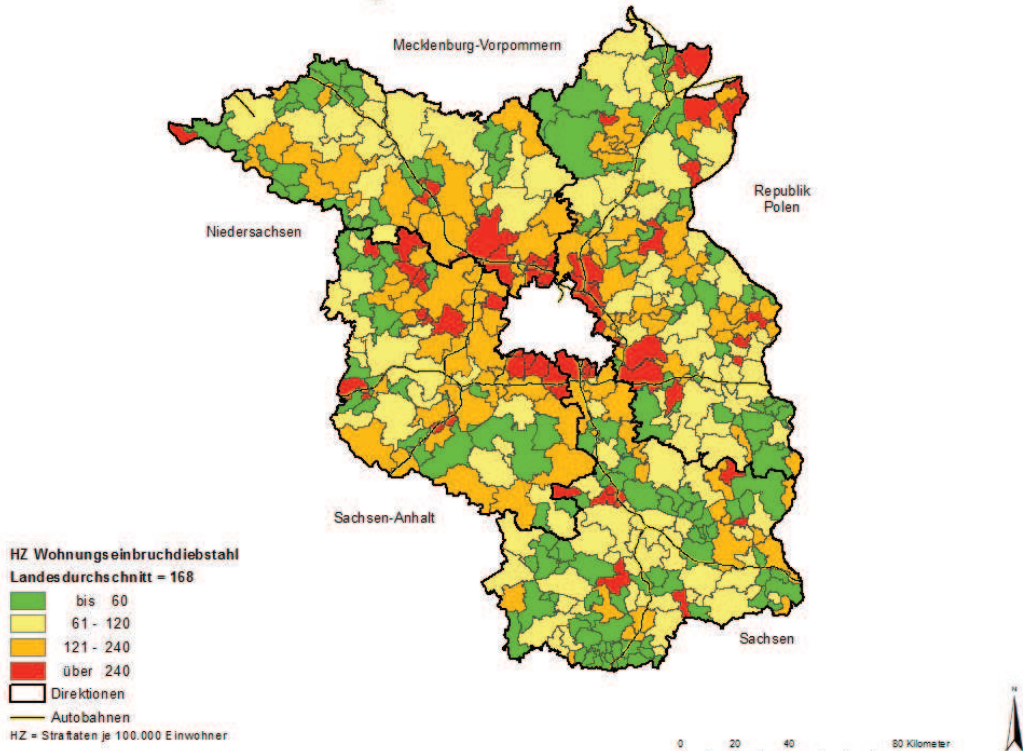 Mecklenburg-Vorpommern
Republik
Polen
Niedersachsen
Sachsen-Anhalt
Sachsen
HZ Wohnungseinbruchdiebstahl
Landesdurchschnitt = 168
bis 60
61 - 120
121 - 240
über 240
Direktionen
Autobahnen
HZ = Straftaten je 100.000 Einwohner
0 20 40 80 Kilometer
N